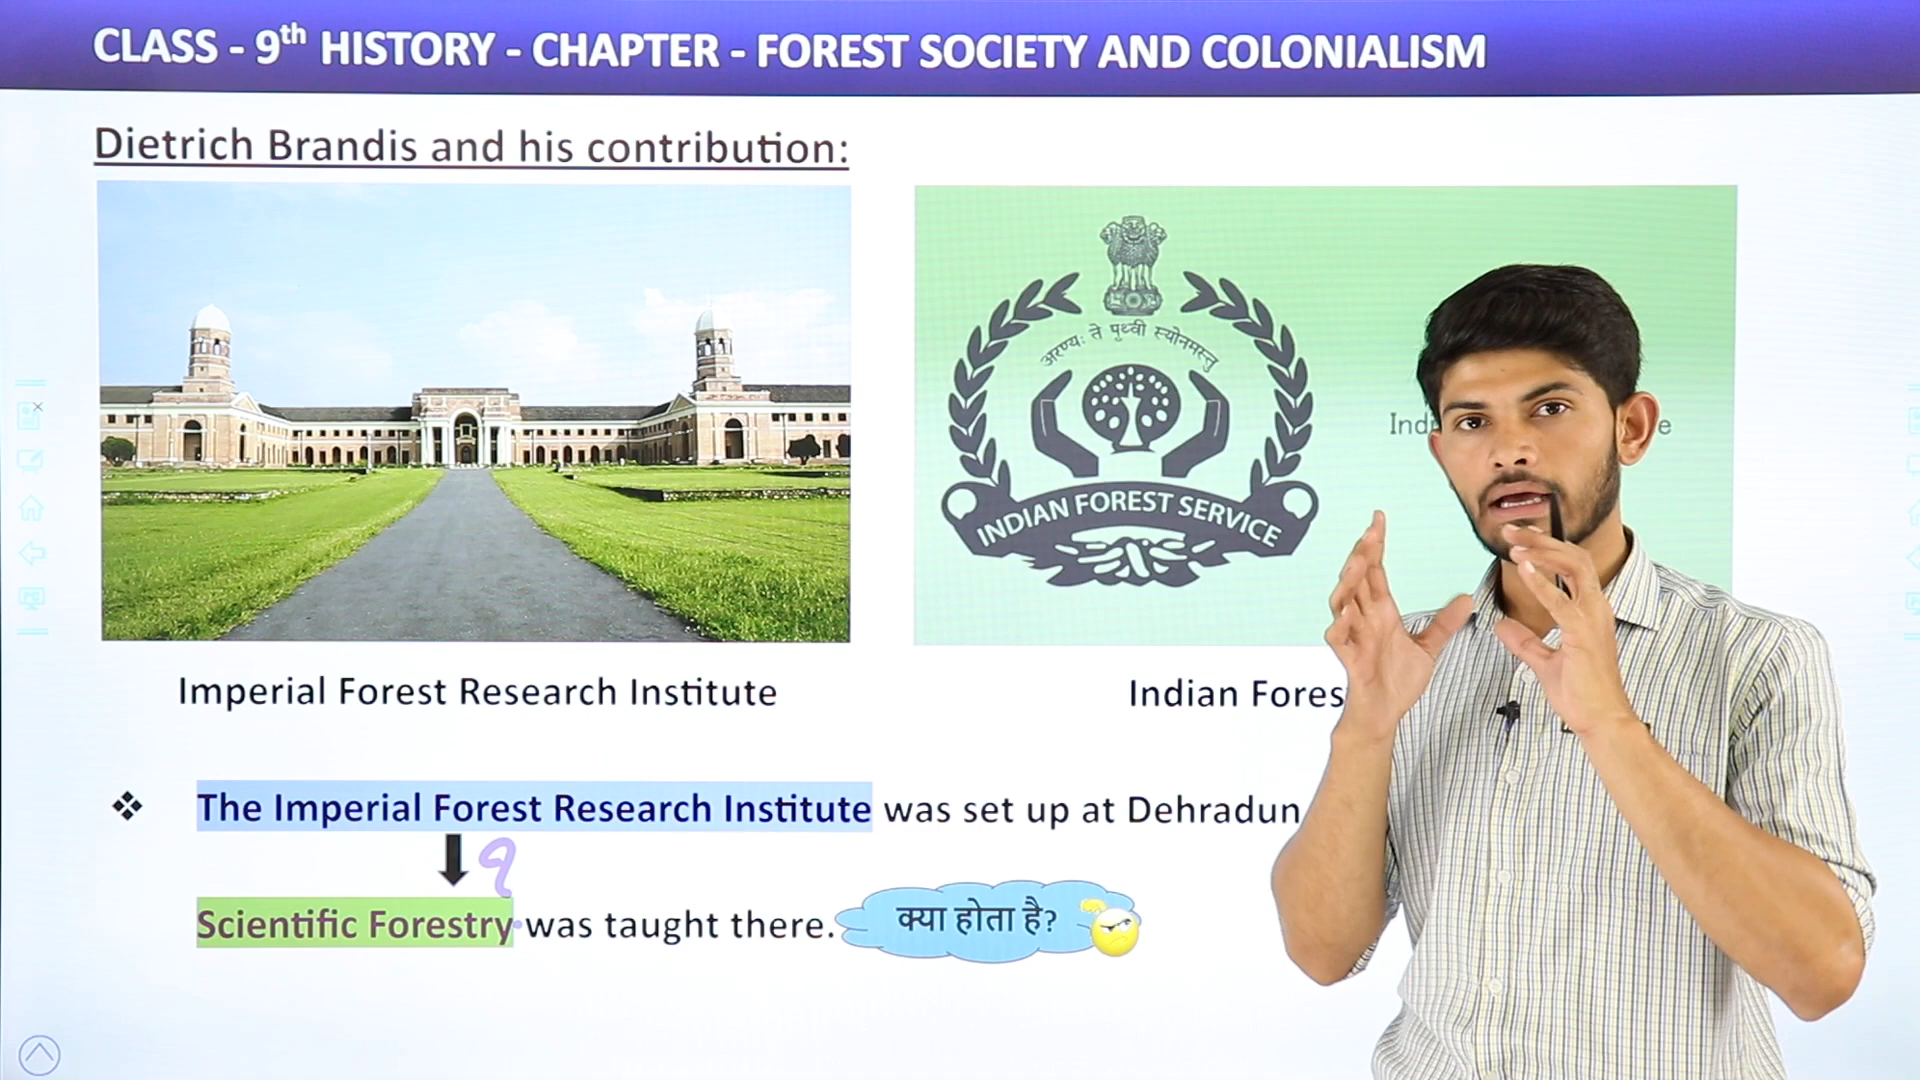 CLASS - 9th HISTORY - CHAPTER - FOREST SOCIETY AND COLONIALISM
Dietrich Brandis and his contribution:
अरण्यः ते पृथ्वी स्योनमस्तु
INDIAN FOREST SERVICE
Imperial Forest Research Institute
Indian
The Imperial Forest Research Institute was set up at Dehradun
Scientific Forestry was taught there.
क्या होता है?